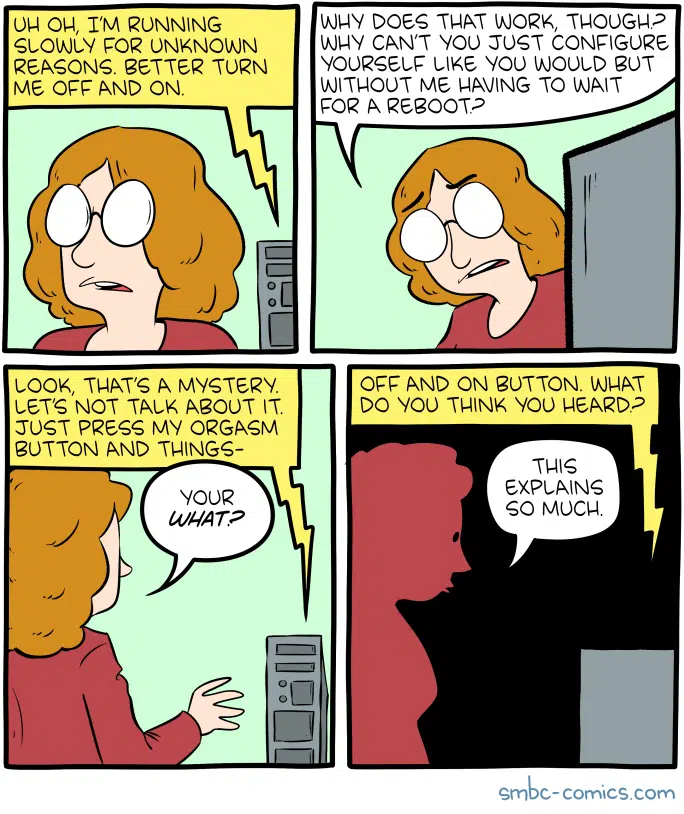 UH OH, I'M RUNNING
SLOWLY FOR UNKNOWN
REASONS. BETTER TURN
ME OFF AND ON.
WHY DOES THAT WORK, THOUGH?
WHY CAN'T YOU JUST CONFIGURE
YOURSELF LIKE YOU WOULD BUT
WITHOUT ME HAVING TO WAIT
FOR A REBOOT?
LOOK, THAT'S A MYSTERY.
LET'S NOT TALK ABOUT IT.
JUST PRESS MY ORGASM
BUTTON AND THINGS-
YOUR
WHAT?
OFF AND ON BUTTON. WHAT
DO YOU THINK YOU HEARD?
THIS
EXPLAINS
SO MUCH.
smbc-comics.com